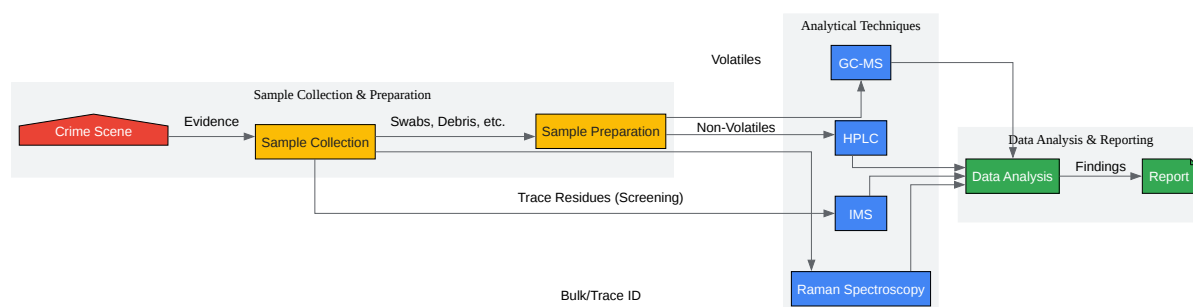 Analytical Techniques
Volatiles
GC-MS
Sample Collection & Preparation
Crime Scene
Evidence
Sample Collection
Swabs, Debris, etc.
Sample Preparation
Non-Volatiles
HPLC
Data Analysis & Reporting
Data Analysis
Findings
Report
Trace Residues (Screening)
IMS
Raman Spectroscopy
Bulk/Trace ID